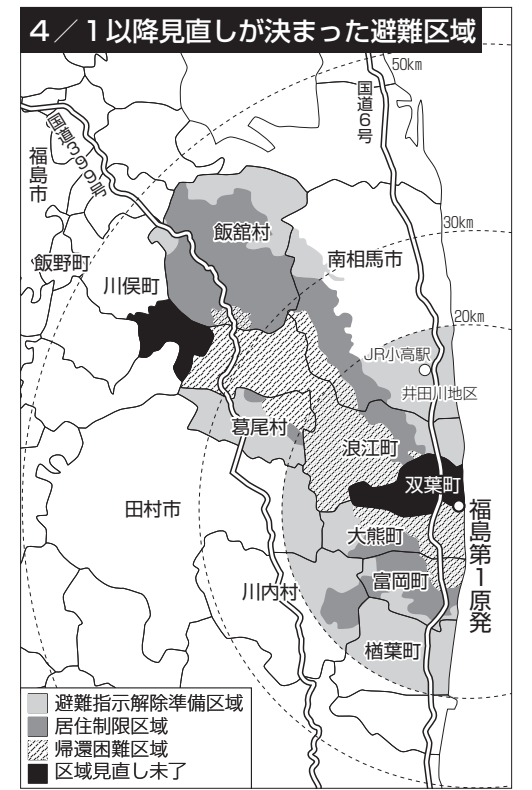 4／1以降見直しが決まった避難区域
50㎞
国道6号
国道399号
福島市
飯舘村
30㎞
飯野町
南相馬市
川俣町
20㎞
JR小高駅
井田川地区
葛尾村
浪江町
双葉町
田村市
福島第1原発
大熊町
富岡町
川内村
楢葉町
避難指示解除準備区域
居住制限区域
帰還困難区域
区域見直し未了